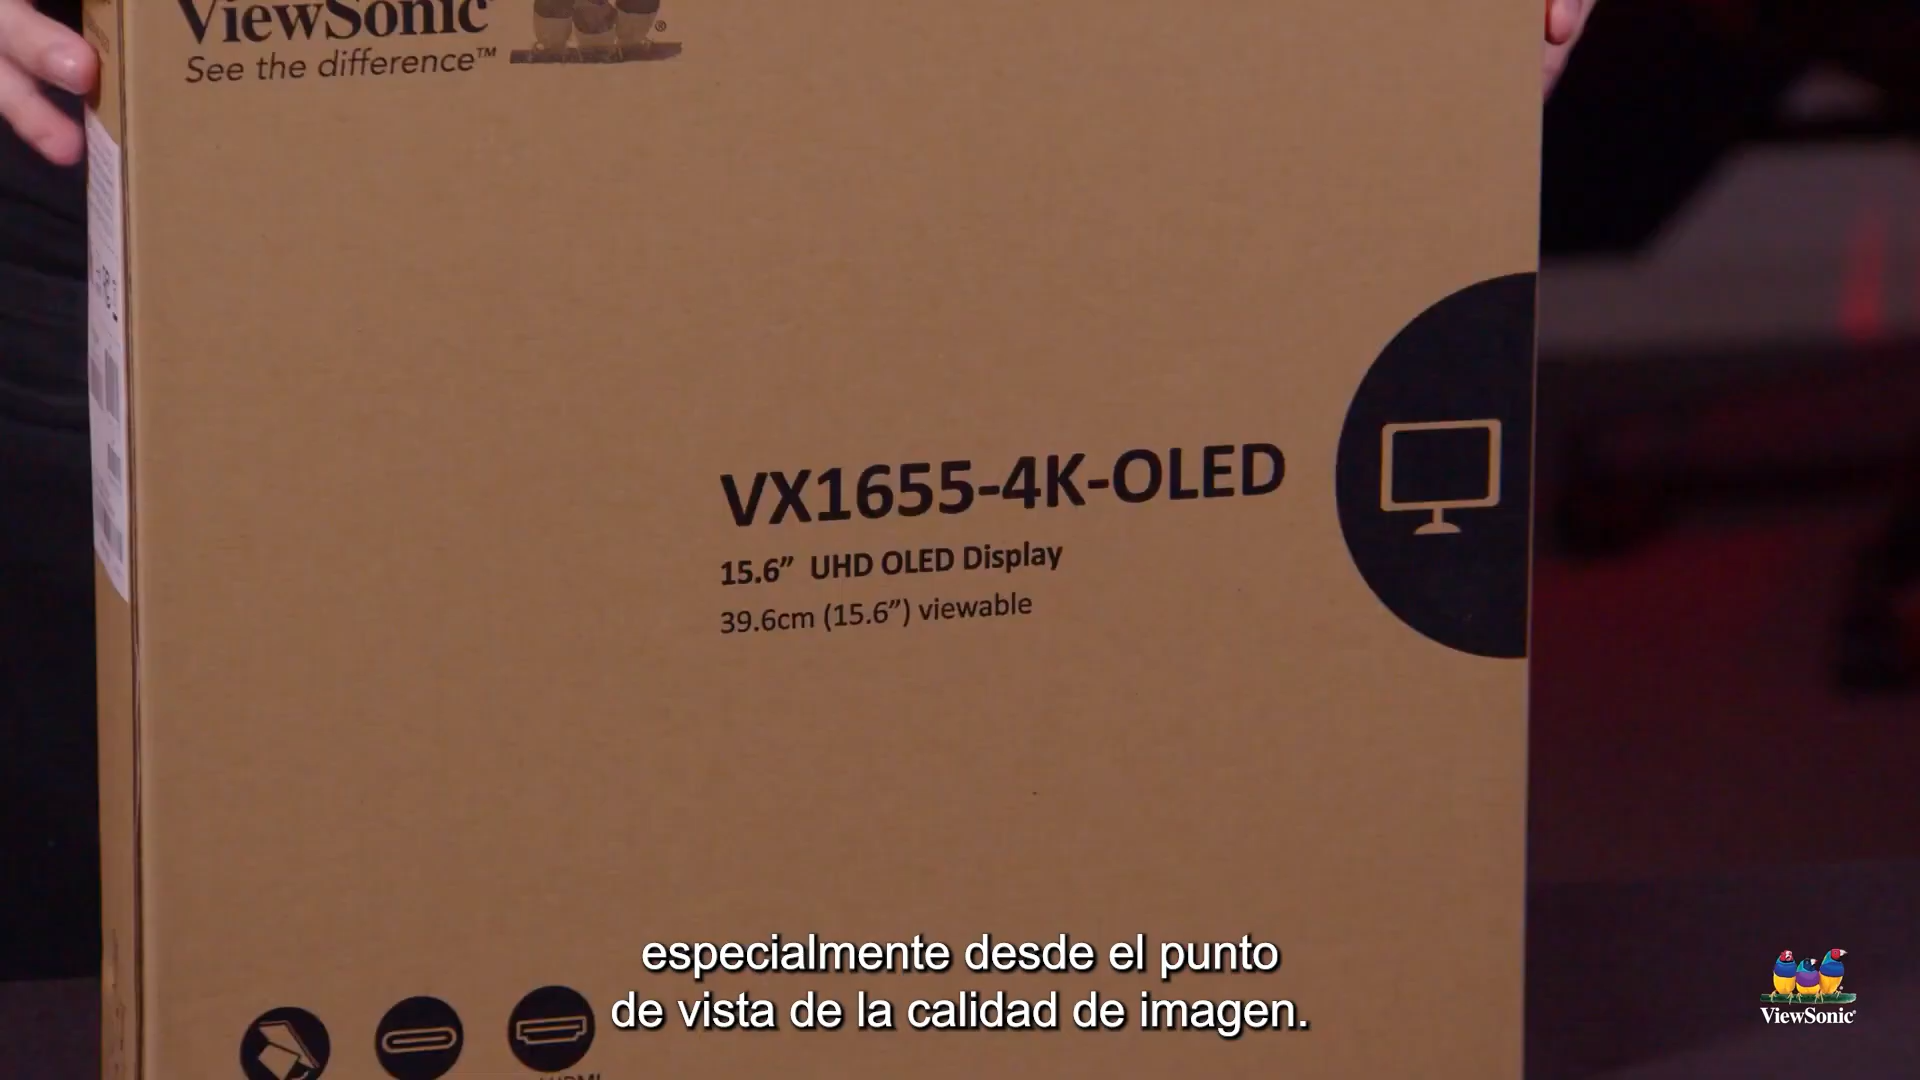 ViewSonic®
See the difference™
VX1655-4K-OLED
15.6” UHD OLED Display
39.6cm (15.6”) viewable
especialmente desde el punto
de vista de la calidad de imagen.
ViewSonic®